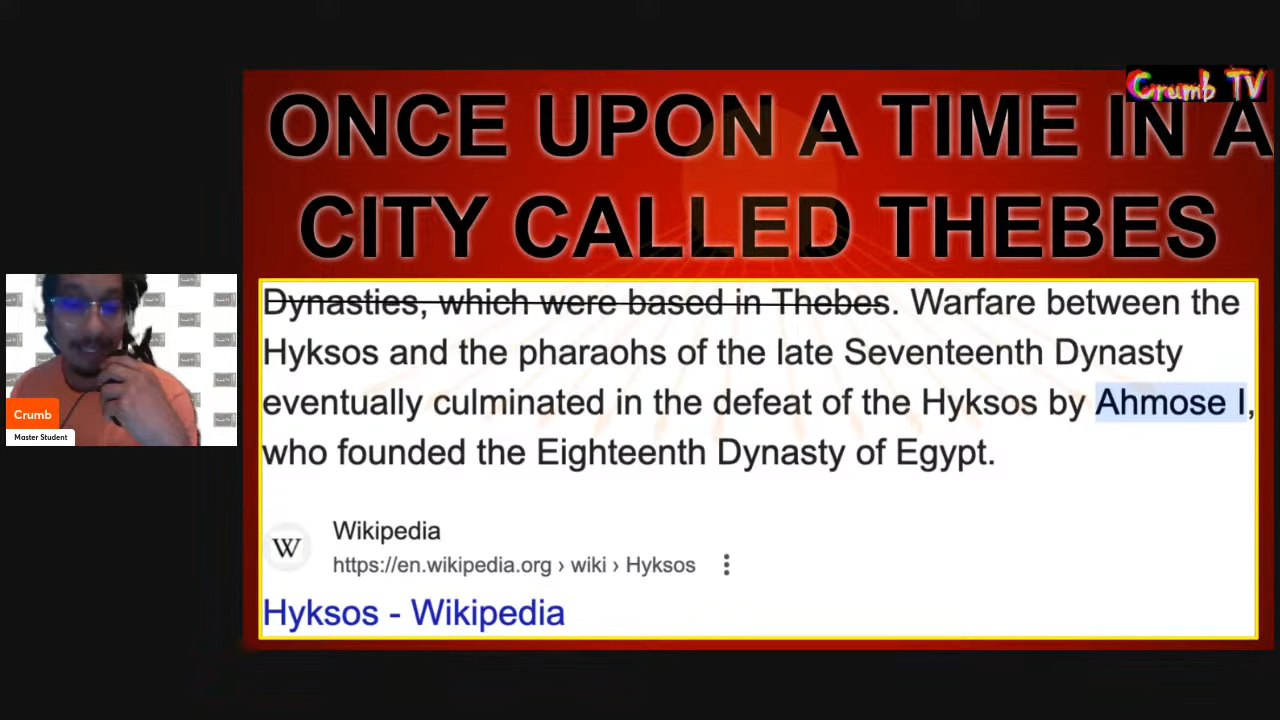 Crumb TV
ONCE UPON A TIME IN A
CITY CALLED THEBES
Dynasties, which were based in Thebes. Warfare between the
Hyksos and the pharaohs of the late Seventeenth Dynasty
eventually culminated in the defeat of the Hyksos by Ahmose I,
who founded the Eighteenth Dynasty of Egypt.
W
Wikipedia
https://en.wikipedia.org › wiki › Hyksos
Hyksos - Wikipedia
Crumb
Master Student